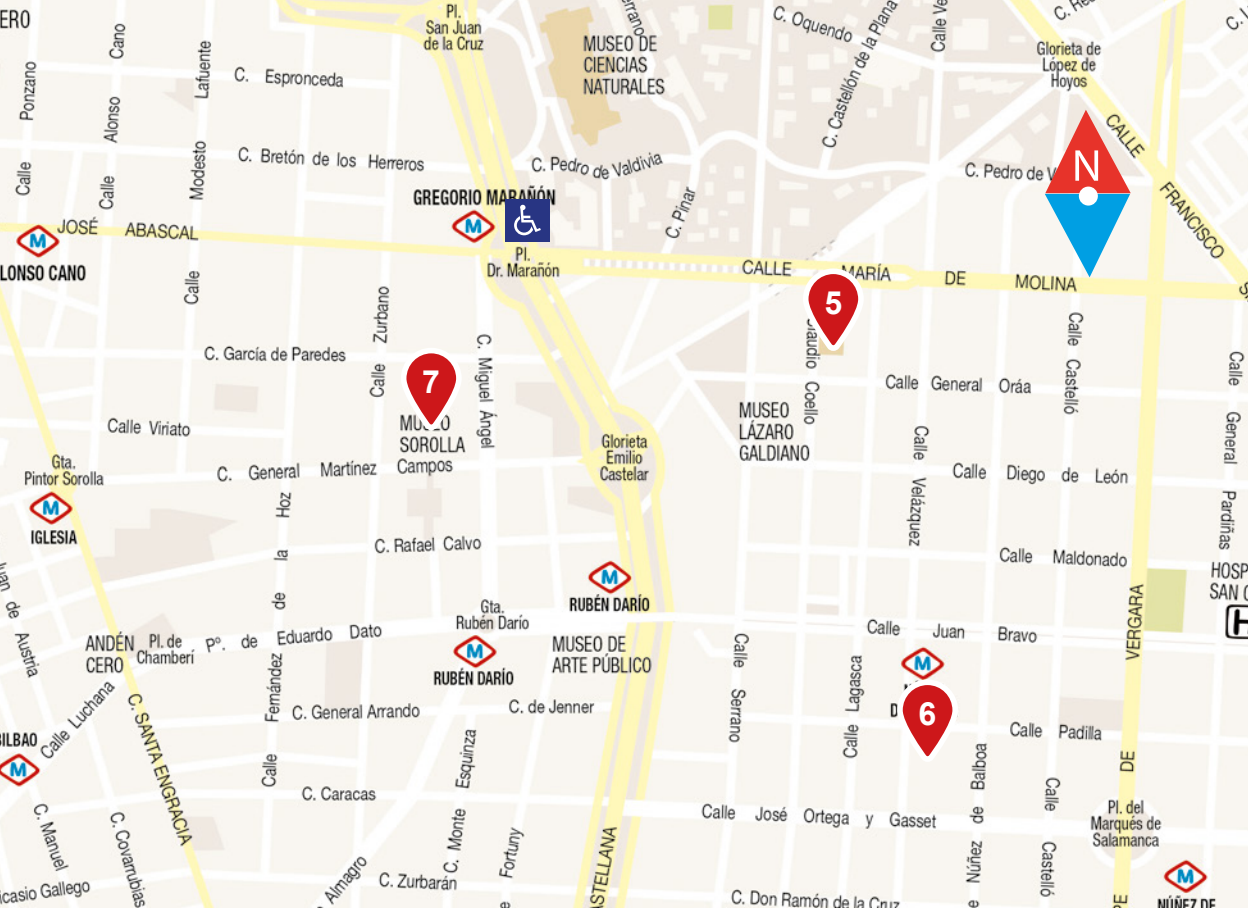 Pl.
San Juan
de la Cruz
MUSEO DE
CIENCIAS
NATURALES
C. Oquendo
C. Castellón de la Plana
Glorieta de
López de
Hoyos
Calle Ponzano
Calle Alonso Cano
Calle Modesto Lafuente
C. Espronceda
C. Bretón de los Herreros
C. Pedro de Valdivia
C. Pinar
C. Pedro de V
N
CALLE FRANCISCO
GREGORIO MARAÑÓN
M
Pl.
Dr. Marañón
JOSÉ ABASCAL
M
LONSO CANO
CALLE MARÍA DE MOLINA
5
Claudio Coello
Calle Castelló
Calle Zurbano
C. García de Paredes
C. Miguel Ángel
7
MUSEO
SOROLLA
Calle Viriato
C. General Martínez Campos
Gta.
Pintor Sorolla
M
IGLESIA
Glorieta
Emilio
Castelar
MUSEO
LÁZARO
GALDIANO
Calle General Oráa
Calle Velázquez
Calle Diego de León
Calle General Pardiñas
Calle Maldonado
HOSP
SAN C
H
C. Rafael Calvo
M
RUBÉN DARÍO
Gta.
Rubén Darío
M
RUBÉN DARÍO
MUSEO DE
ARTE PÚBLICO
uan de Austria
ANDÉN
CERO
Pl. de
Chamberí
Pº. de Eduardo Dato
Calle Fernández de la Hoz
Calle Luchana
BILBAO
M
C. SANTA ENGRACIA
C. General Arrando
C. de Jenner
C. Caracas
C. Monte Esquinza
Fortuny
Almagro
C. Zurbarán
C. Manuel
C. Covarrubias
icasio Gallego
ASTELLANA
Calle Serrano
Calle Lagasca
Calle Juan Bravo
M
6
Calle Padilla
Calle José Ortega y Gasset
Núñez de Balboa
Calle Castelló
Pl. del
Marqués de
Salamanca
PE DE VERGARA
M
NÚÑEZ DE
C. Don Ramón de la Cruz